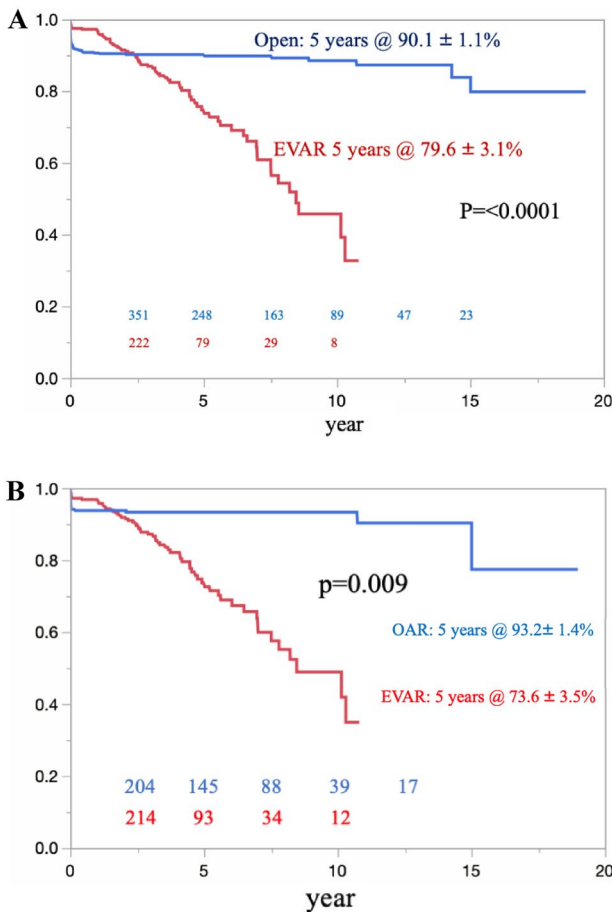 A
1.0
Open: 5 years @ 90.1 ± 1.1%
0.8
EVAR 5 years @ 79.6 ± 3.1%
0.6
P=<0.0001
0.4
0.2
351 248 163 89 47 23
222 79 29 8
0.0
0 5 10 15 20
year
B
1.0
0.8
p=0.009
0.6
OAR: 5 years @ 93.2± 1.4%
0.4
EVAR: 5 years @ 73.6 ± 3.5%
0.2
204 145 88 39 17
214 93 34 12
0.0
0 5 10 15 20
year